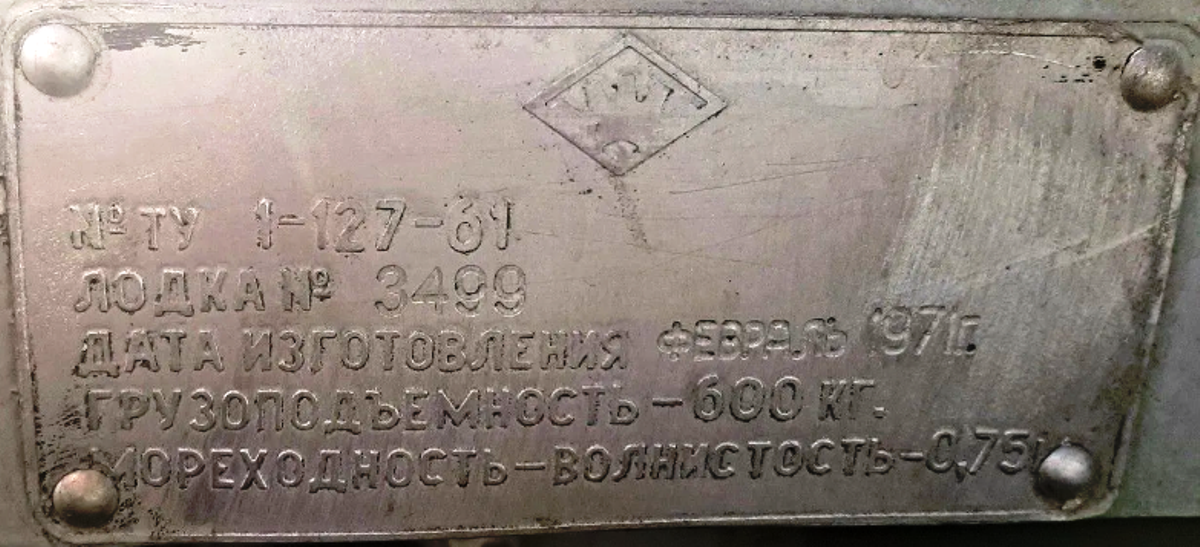 № ТУ 1-127-61
ЛОДКА № 3499
ДАТА ИЗГОТОВЛЕНИЯ ФЕВРАЛЬ 1971г.
ГРУЗОПОДЪЕМНОСТЬ-600 КГ.
МОРЕХОДНОСТЬ-ВОЛНИСТОСТЬ-0,75